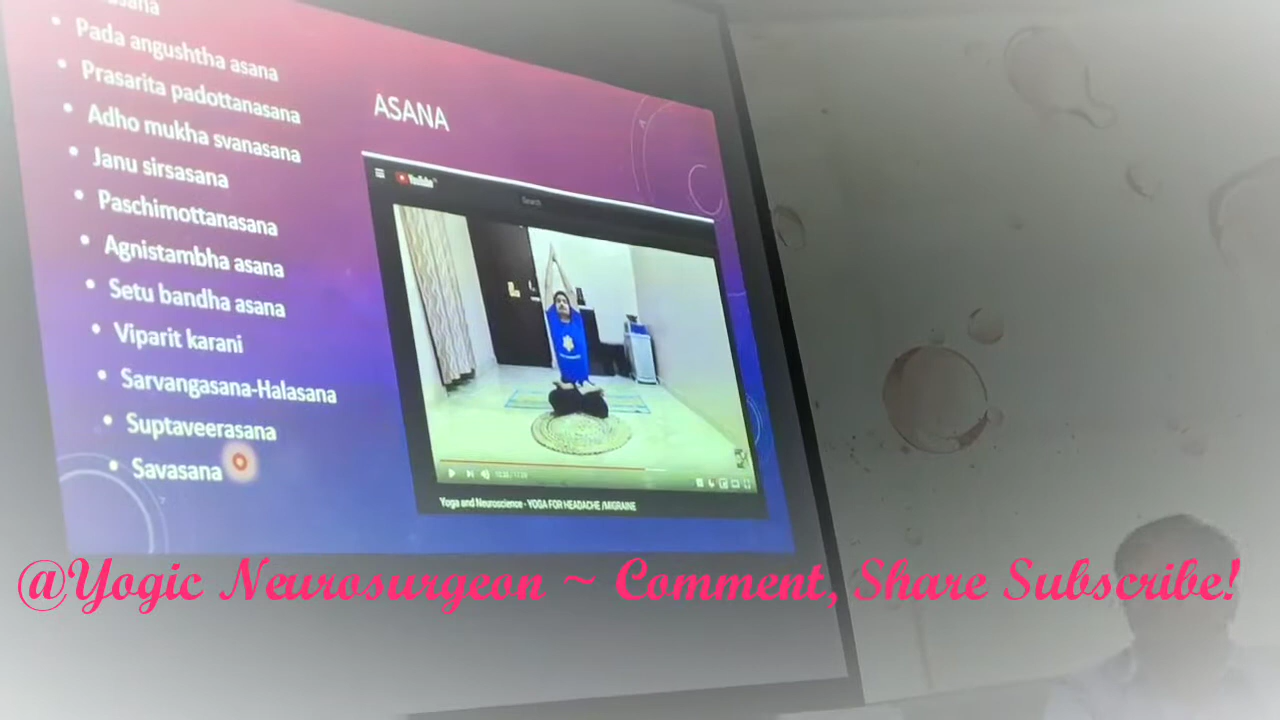 Pada angushtha asana
Prasarita padottanasana
Adho mukha svanasana
Janu sirsasana
Paschimottanasana
Agnistambha asana
Setu bandha asana
Viparit karani
Sarvangasana-Halasana
Suptaveerasana
Savasana
ASANA
YouTube
Search
Yoga and Neuroscience - YOGA FOR HEADACHE /MIGRAINE
@Yogic Neurosurgeon ~ Comment, Share Subscribe!